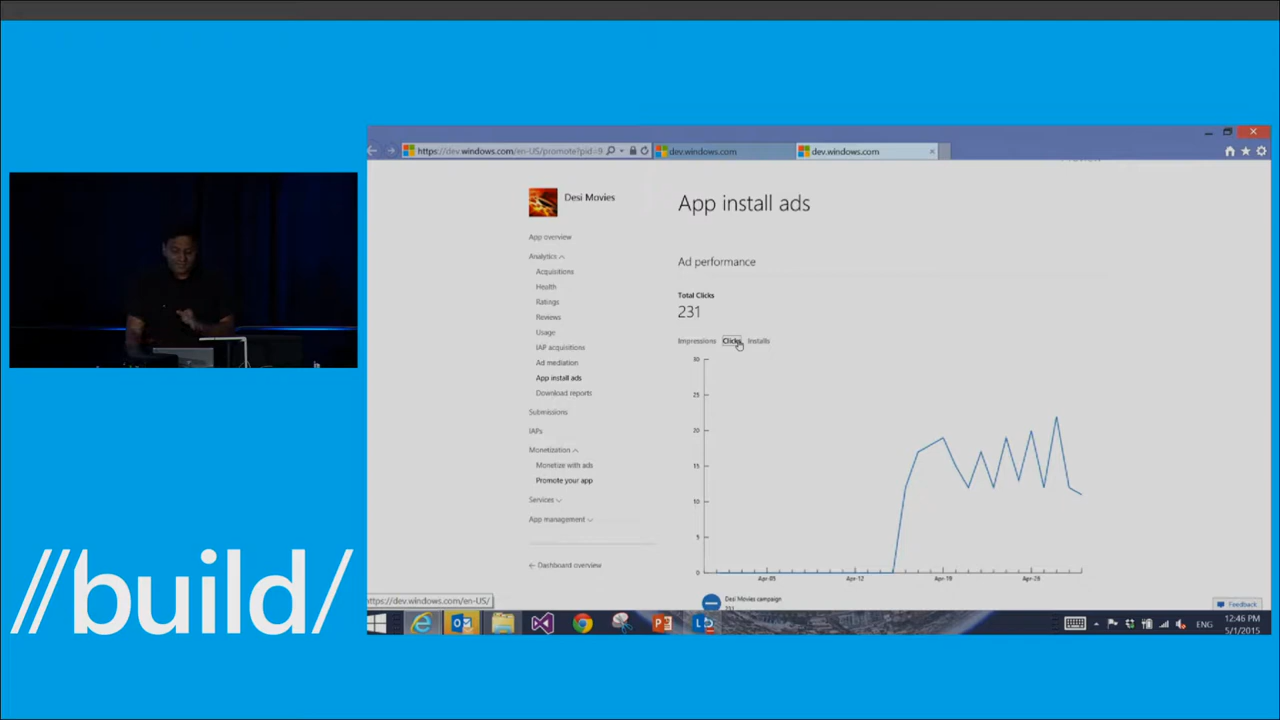 https://dev.windows.com/en-US/promote?pid=9
dev.windows.com
dev.windows.com
Desi Movies
App overview
Analytics
Acquisitions
Health
Ratings
Reviews
Usage
IAP acquisitions
Ad mediation
App install ads
Download reports
Submissions
IAPs
Monetization
Monetize with ads
Promote your app
Services
App management
Dashboard overview
App install ads
Ad performance
Total Clicks
231
Impressions Clicks Installs
30
25
20
15
10
5
0
Apr-05 Apr-12 Apr-19 Apr-26
Desi Movies campaign
231
Feedback
https://dev.windows.com/en-US/
ENG
12:46 PM
5/1/2015
//build/